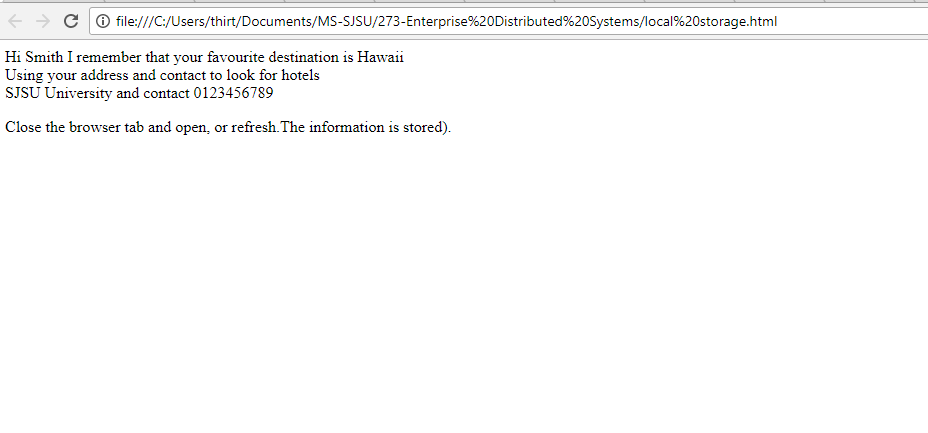 file:///C:/Users/thirt/Documents/MS-SJSU/273-Enterprise%20Distributed%20Systems/local%20storage.html
Hi Smith I remember that your favourite destination is Hawaii
Using your address and contact to look for hotels
SJSU University and contact 0123456789
Close the browser tab and open, or refresh.The information is stored).